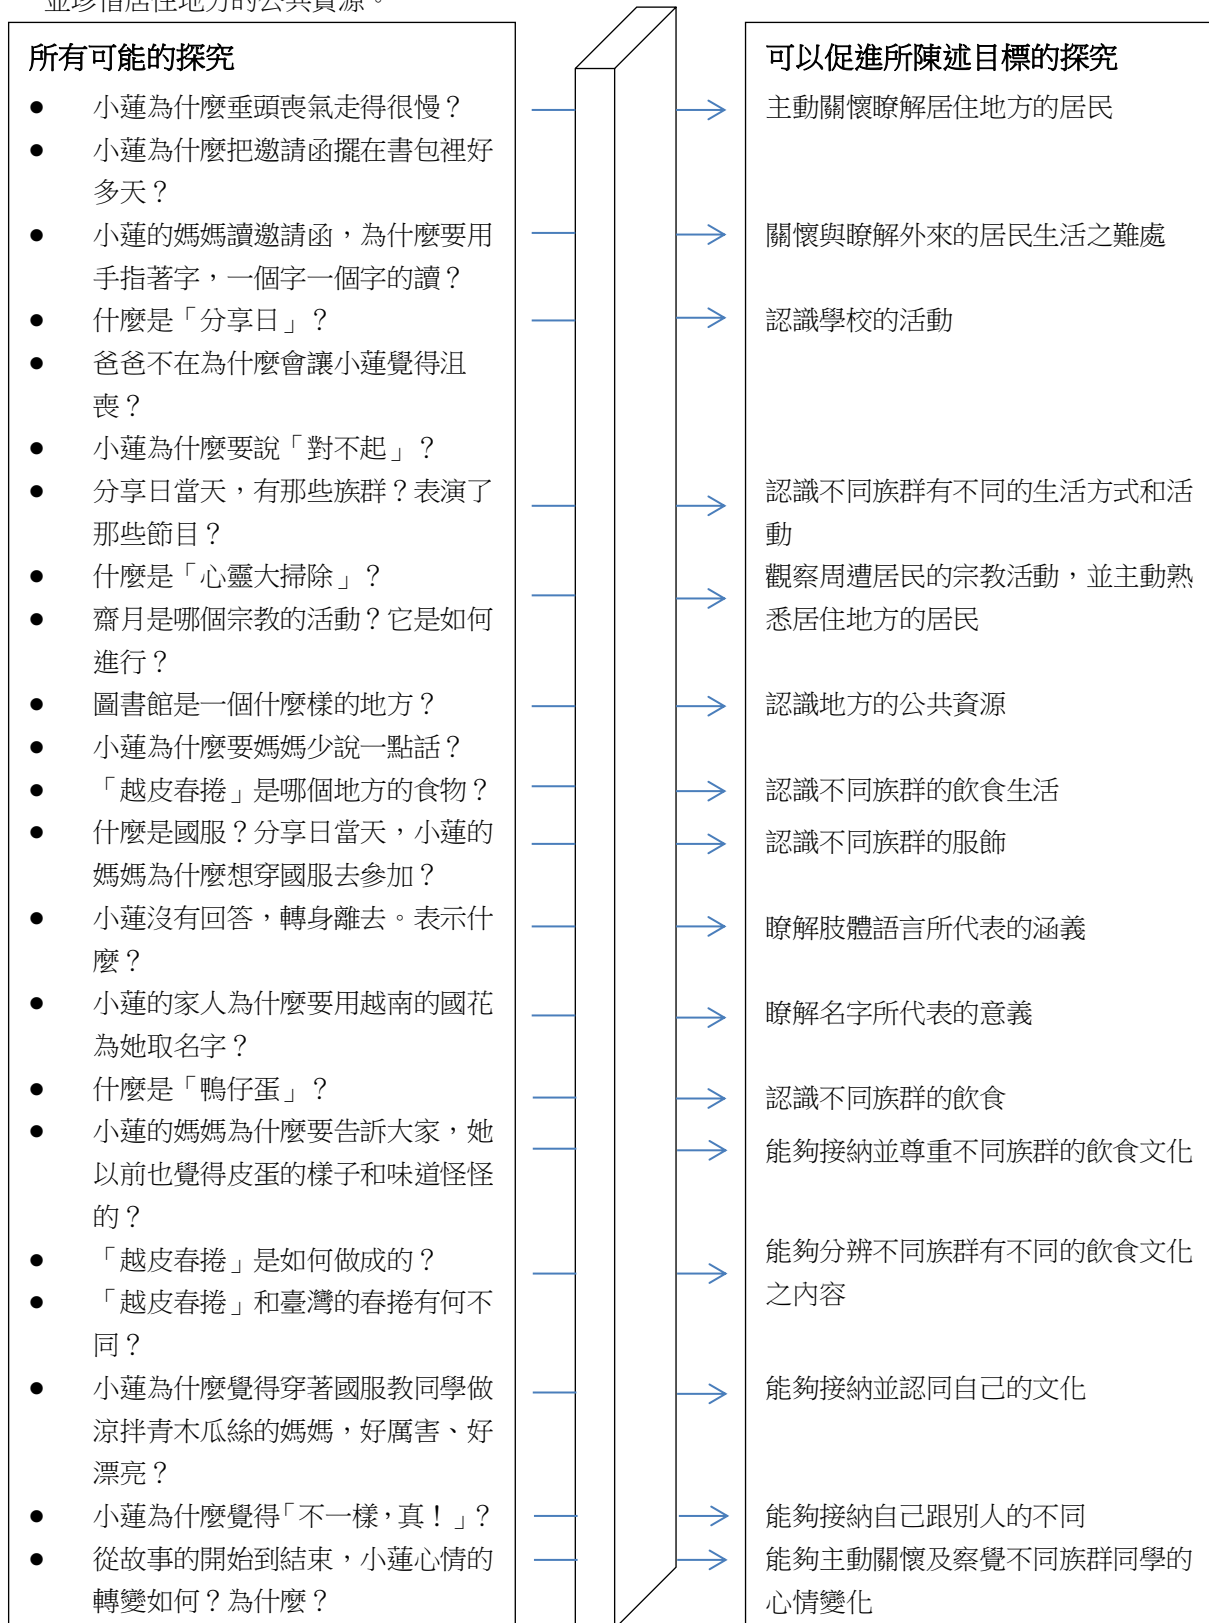 並珍惜居住地方的公共資源。
所有可能的探究
● 小蓮為什麼垂頭喪氣走得很慢？
● 小蓮為什麼把邀請函擺在書包裡好
多天？
● 小蓮的媽媽讀邀請函，為什麼要用
手指著字，一個字一個字的讀？
● 什麼是「分享日」？
● 爸爸不在為什麼會讓小蓮覺得沮
喪？
● 小蓮為什麼要說「對不起」？
● 分享日當天，有那些族群？表演了
那些節目？
● 什麼是「心靈大掃除」？
● 齋月是哪個宗教的活動？它是如何
進行？
● 圖書館是一個什麼樣的地方？
● 小蓮為什麼要媽媽少說一點話？
● 「越皮春捲」是哪個地方的食物？
● 什麼是國服？分享日當天，小蓮的
媽媽為什麼想穿國服去參加？
● 小蓮沒有回答，轉身離去。表示什
麼？
● 小蓮的家人為什麼要用越南的國花
為她取名字？
● 什麼是「鴨仔蛋」？
● 小蓮的媽媽為什麼要告訴大家，她
以前也覺得皮蛋的樣子和味道怪怪
的？
● 「越皮春捲」是如何做成的？
● 「越皮春捲」和臺灣的春捲有何不
同？
● 小蓮為什麼覺得穿著國服教同學做
涼拌青木瓜絲的媽媽，好厲害、好
漂亮？
● 小蓮為什麼覺得「不一樣，真！」？
● 從故事的開始到結束，小蓮心情的
轉變如何？為什麼？
可以促進所陳述目標的探究
主動關懷瞭解居住地方的居民
關懷與瞭解外來的居民生活之難處
認識學校的活動
認識不同族群有不同的生活方式和活
動
觀察周遭居民的宗教活動，並主動熟
悉居住地方的居民
認識地方的公共資源
認識不同族群的飲食生活
認識不同族群的服飾
瞭解肢體語言所代表的涵義
瞭解名字所代表的意義
認識不同族群的飲食
能夠接納並尊重不同族群的飲食文化
能夠分辨不同族群有不同的飲食文化
之內容
能夠接納並認同自己的文化
能夠接納自己跟別人的不同
能夠主動關懷及察覺不同族群同學的
心情變化